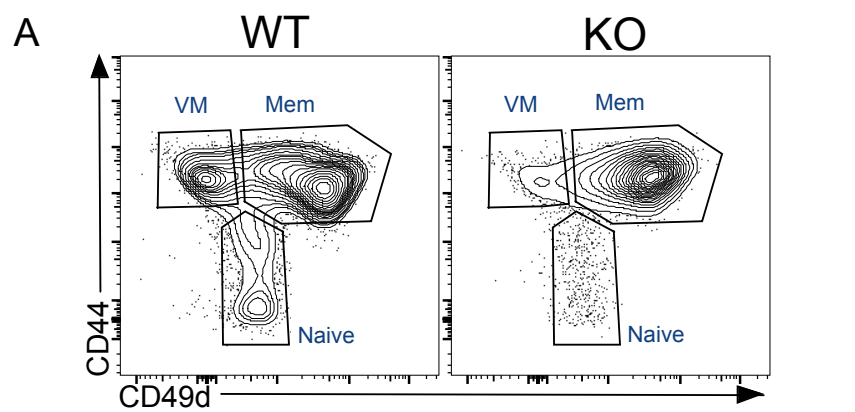 A
WT
KO
VM
Mem
VM
Mem
Naive
Naive
CD44
CD49d